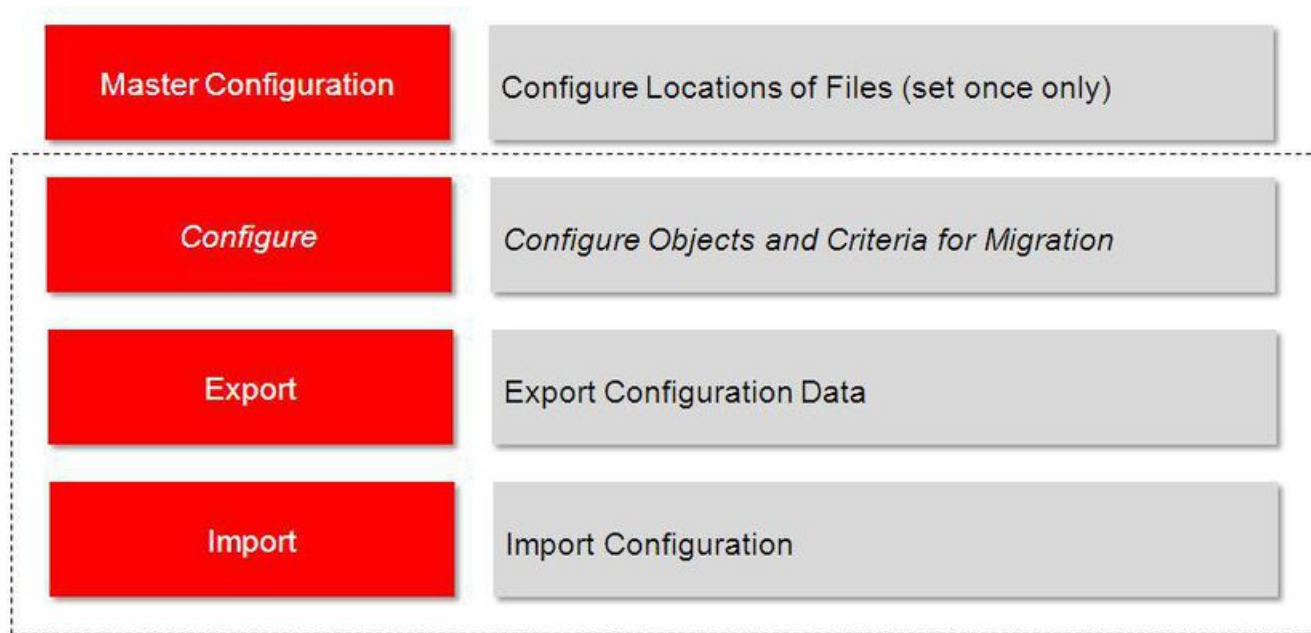 Master Configuration
Configure Locations of Files (set once only)
Configure
Configure Objects and Criteria for Migration
Export
Export Configuration Data
Import
Import Configuration